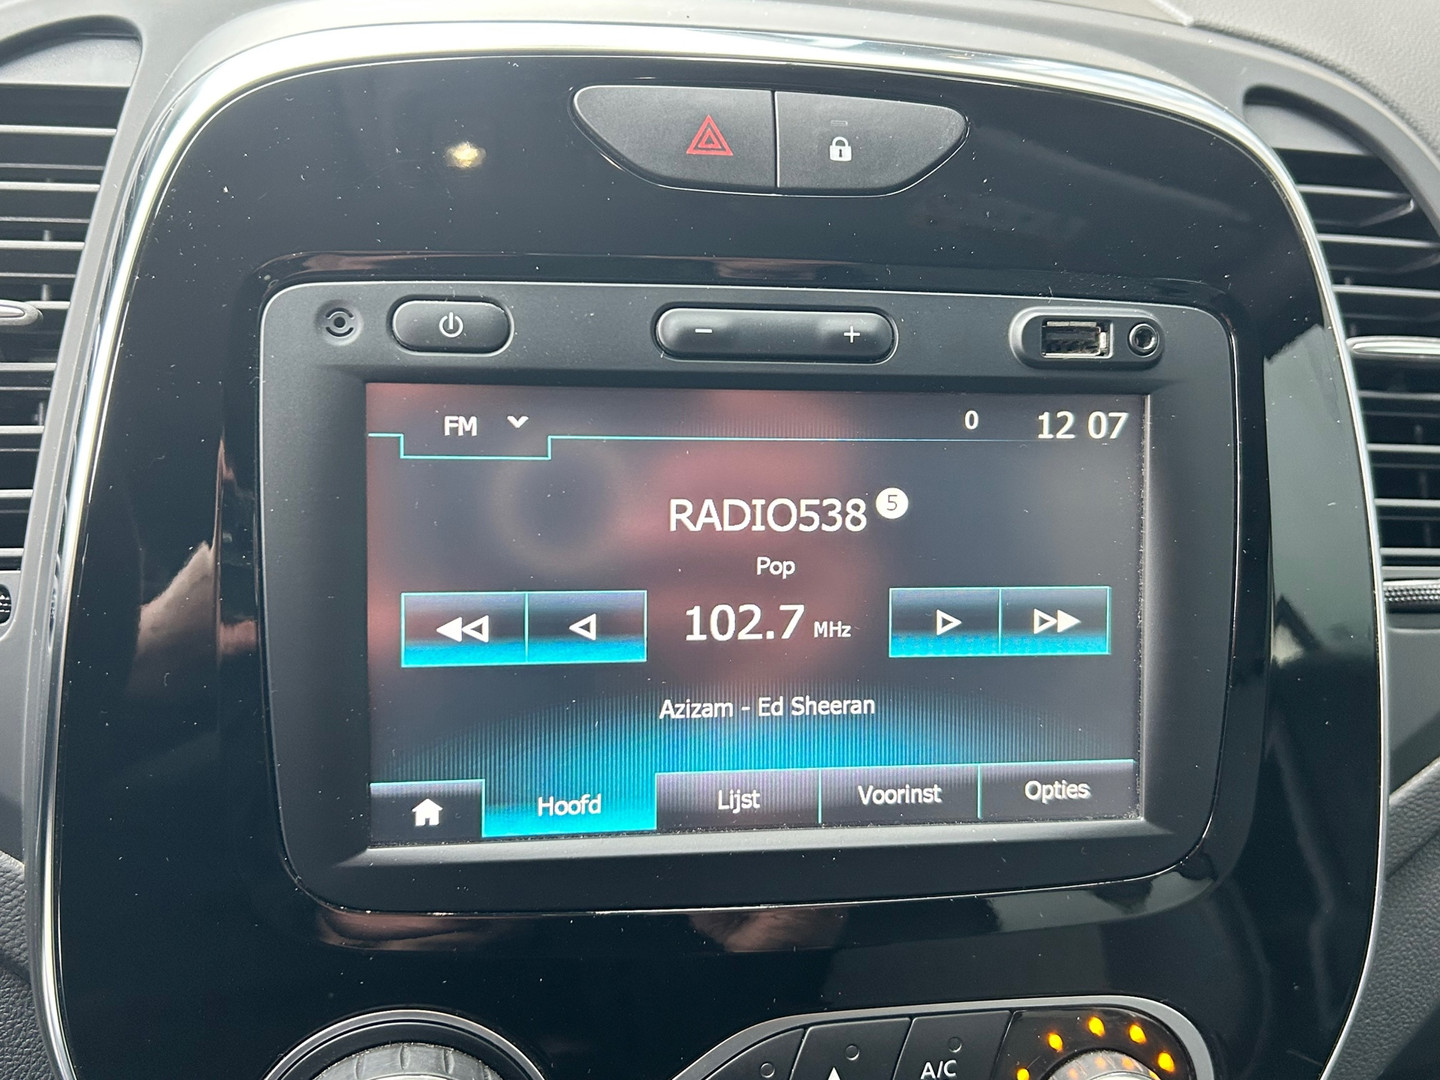 FM
0
12 07
RADIO538 5
Pop
102.7 MHz
Azizam - Ed Sheeran
Hoofd
Lijst
Voorinst
Opties
A/C